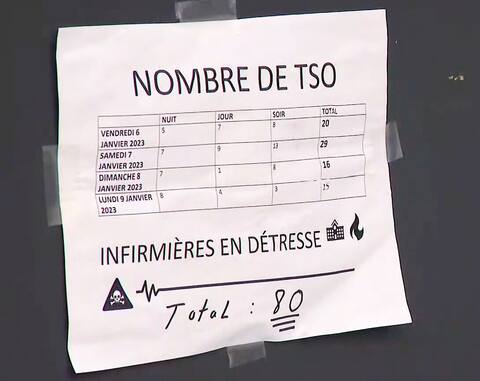 NOMBRE DE TSO
NUIT JOUR SOIR TOTAL
VENDREDI 6 JANVIER 2023 5 7 8 20
SAMEDI 7 JANVIER 2023 7 9 13 29
DIMANCHE 8 JANVIER 2023 7 1 8 16
LUNDI 9 JANVIER 2023 8 4 3 15
INFIRMIÈRES EN DÉTRESSE
Total : 80